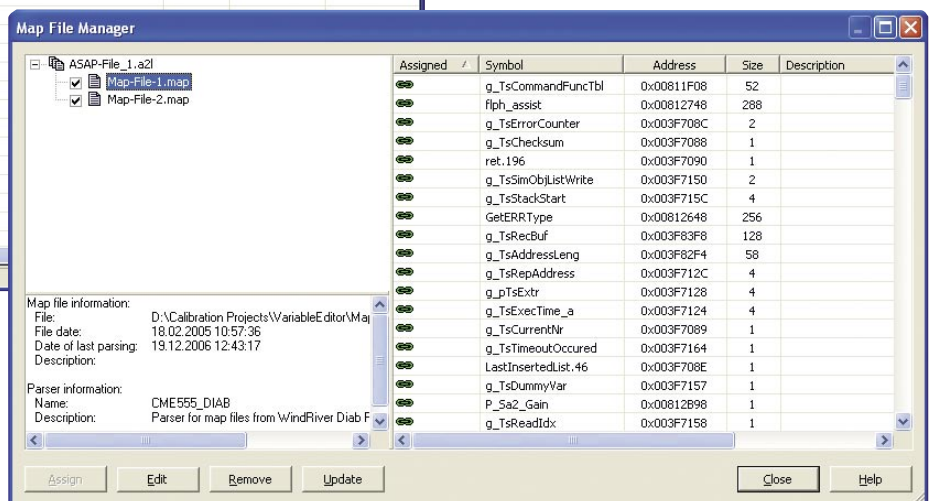 Map File Manager
ASAP-File_1.a2l
Map-File-1.map
Map-File-2.map
Assigned Symbol Address Size Description
g_TsCommandFuncTbl 0x00811F08 52
flph_assist 0x00812748 288
g_TsErrorCounter 0x003F708C 2
g_TsChecksum 0x003F7088 1
ret.196 0x003F7090 1
g_TsSimObjListWrite 0x003F7150 2
g_TsStackStart 0x003F715C 4
GetERRType 0x00812648 256
g_TsRecBuf 0x003F83F8 128
g_TsAddressLeng 0x003F82F4 58
g_TsRepAddress 0x003F712C 4
g_pTsExtr 0x003F7128 4
g_TsExecTime_a 0x003F7124 4
g_TsCurrentNr 0x003F7089 1
g_TsTimeoutOccured 0x003F7164 1
LastInsertedList.46 0x003F708E 1
g_TsDummyVar 0x003F7157 1
P_Sa2_Gain 0x00812B98 1
g_TsReadIdx 0x003F7158 1
Map file information:
File: D:\Calibration Projects\VariableEditor\Ma
File date: 18.02.2005 10:57:36
Date of last parsing: 19.12.2006 12:43:17
Description:
Parser information:
Name: CME555_DIAB
Description: Parser for map files from WindRiver Diab F
Assign Edit Remove Update Close Help